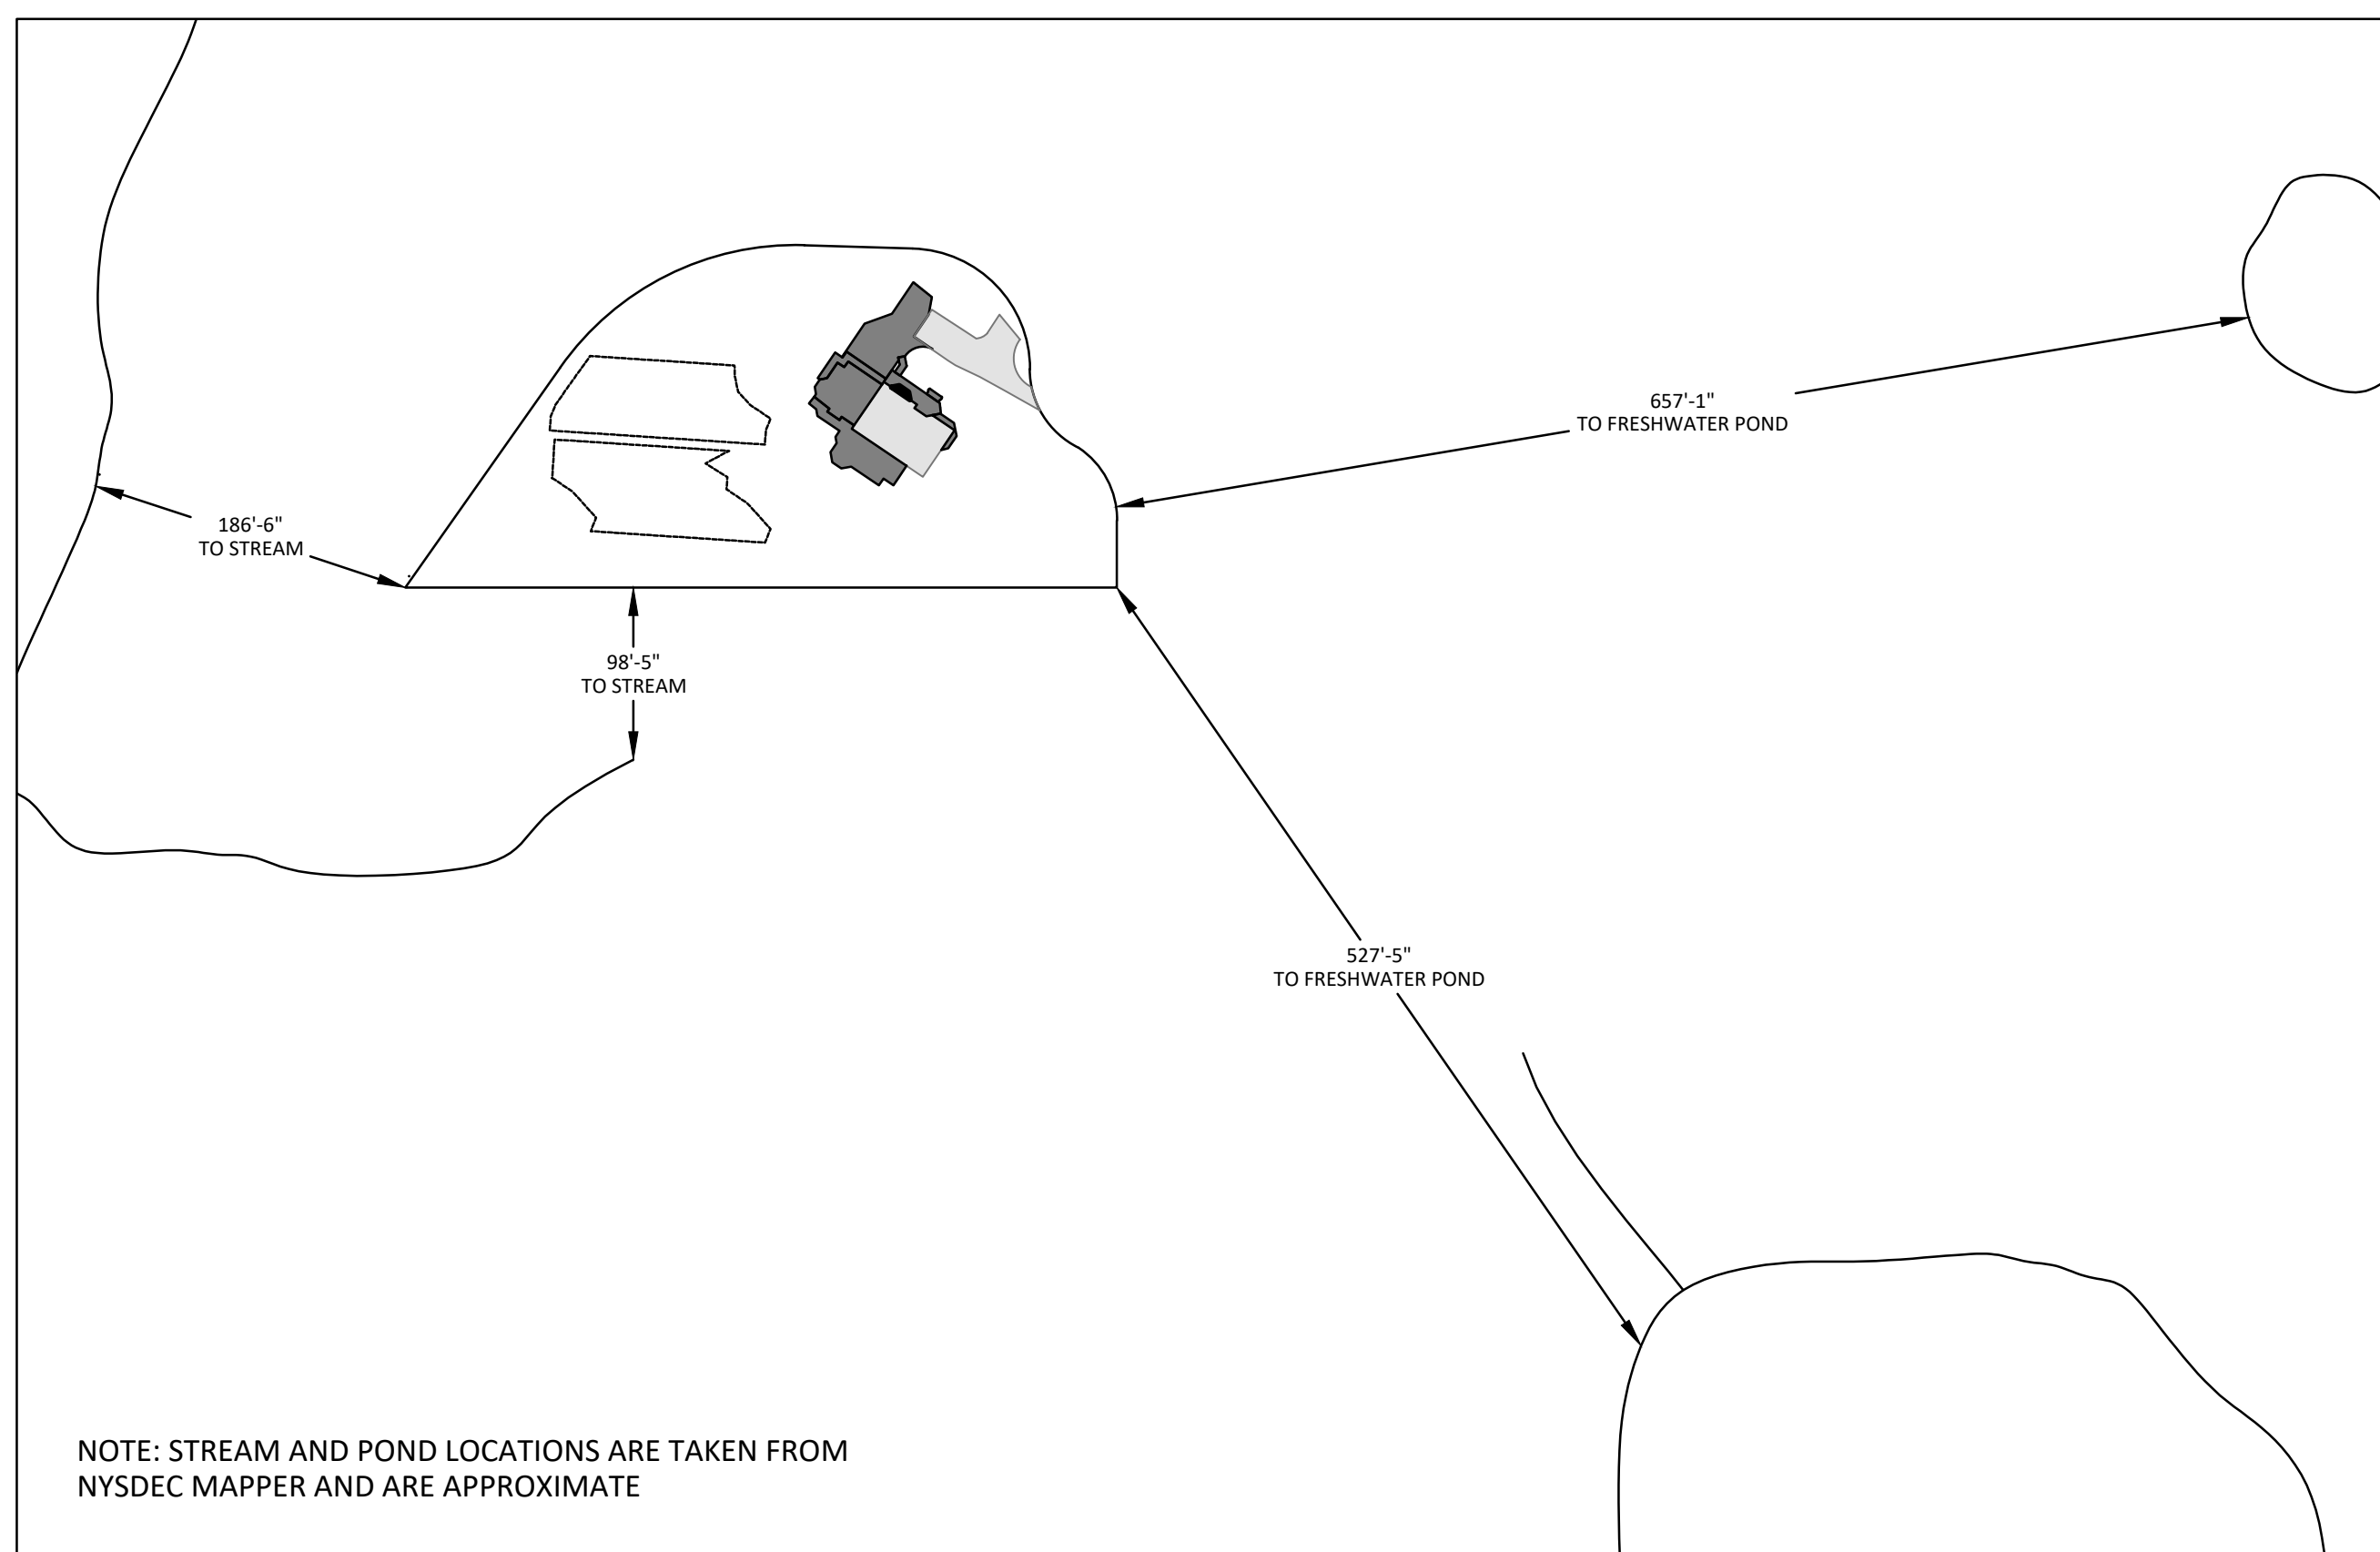 657'-1"
TO FRESHWATER POND
186'-6"
TO STREAM
98'-5"
TO STREAM
527'-5"
TO FRESHWATER POND
NOTE: STREAM AND POND LOCATIONS ARE TAKEN FROM
NYSDEC MAPPER AND ARE APPROXIMATE